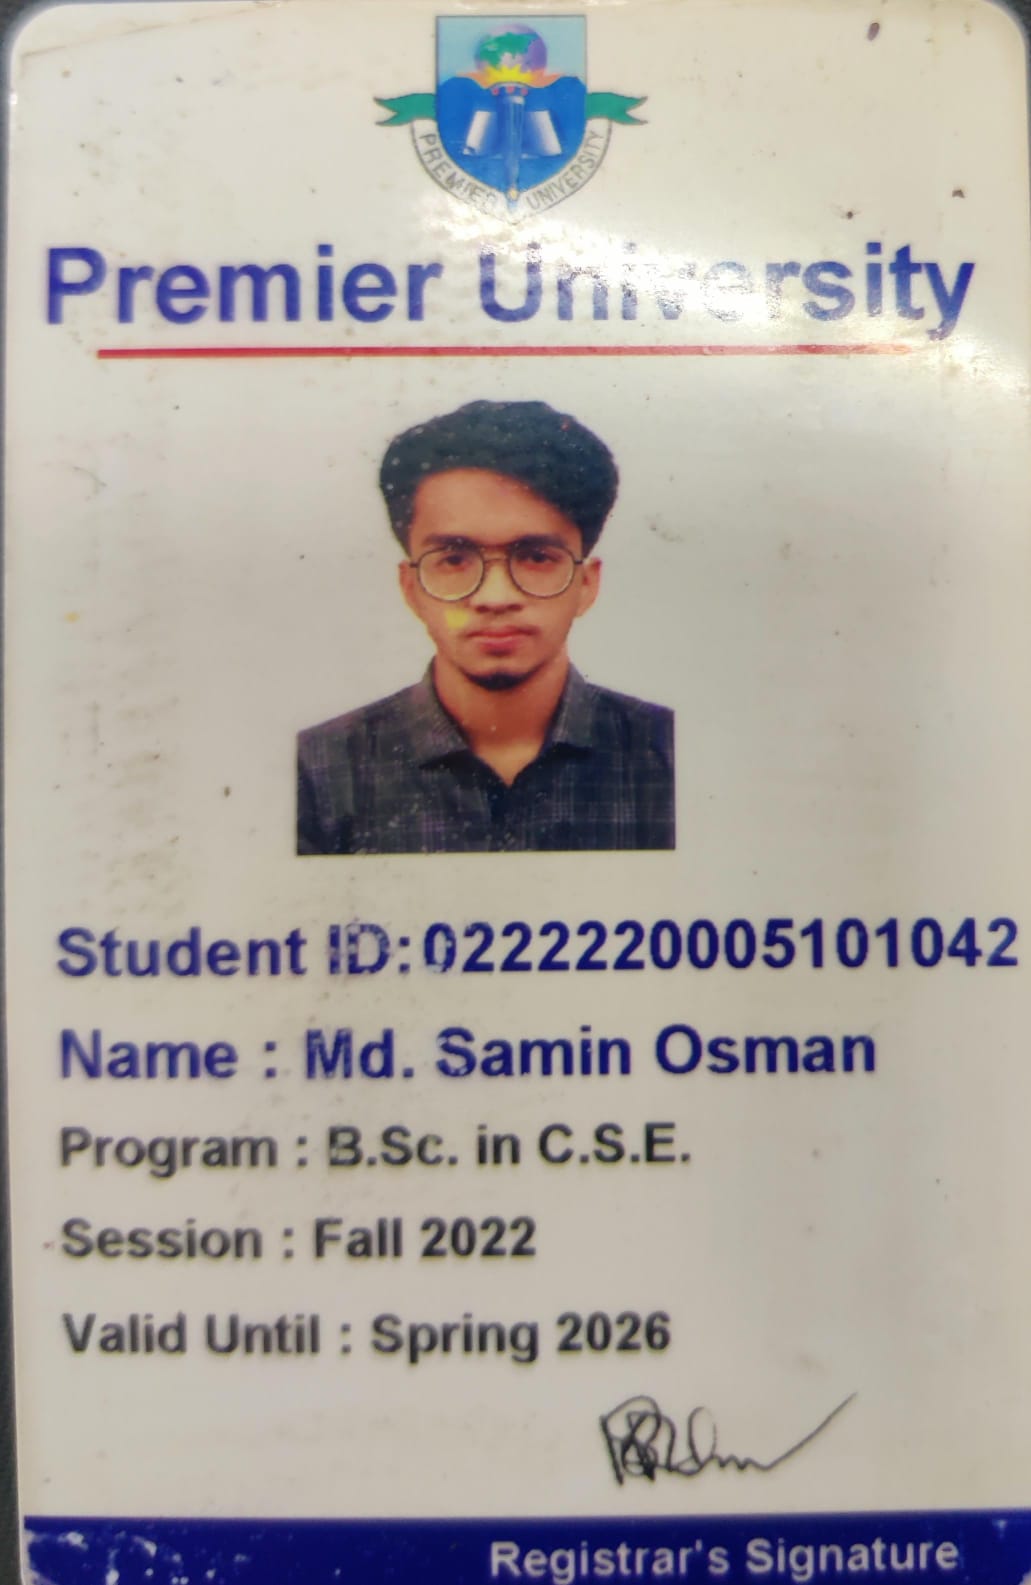 PREMIER UNIVERSITY
Premier University
Student ID:0222220005101042
Name : Md. Samin Osman
Program : B.Sc. in C.S.E.
Session : Fall 2022
Valid Until : Spring 2026
Registrar's Signature